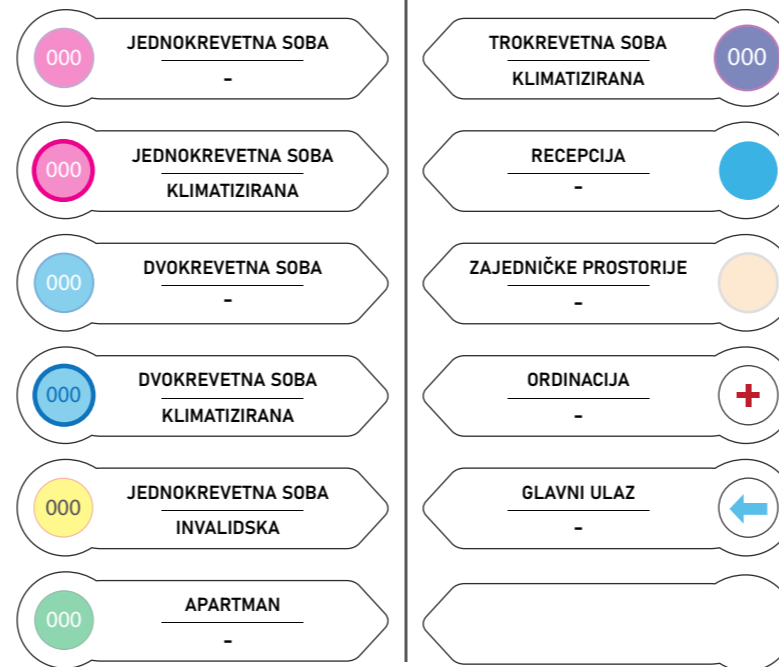 000
JEDNOKREVETNA SOBA
-
000
JEDNOKREVETNA SOBA
KLIMATIZIRANA
000
DVOKREVETNA SOBA
-
000
DVOKREVETNA SOBA
KLIMATIZIRANA
000
JEDNOKREVETNA SOBA
INVALIDSKA
000
APARTMAN
-
TROKREVETNA SOBA
KLIMATIZIRANA
000
RECEPCIJA
-
ZAJEDNIČKE PROSTORIJE
-
ORDINACIJA
-
GLAVNI ULAZ
-